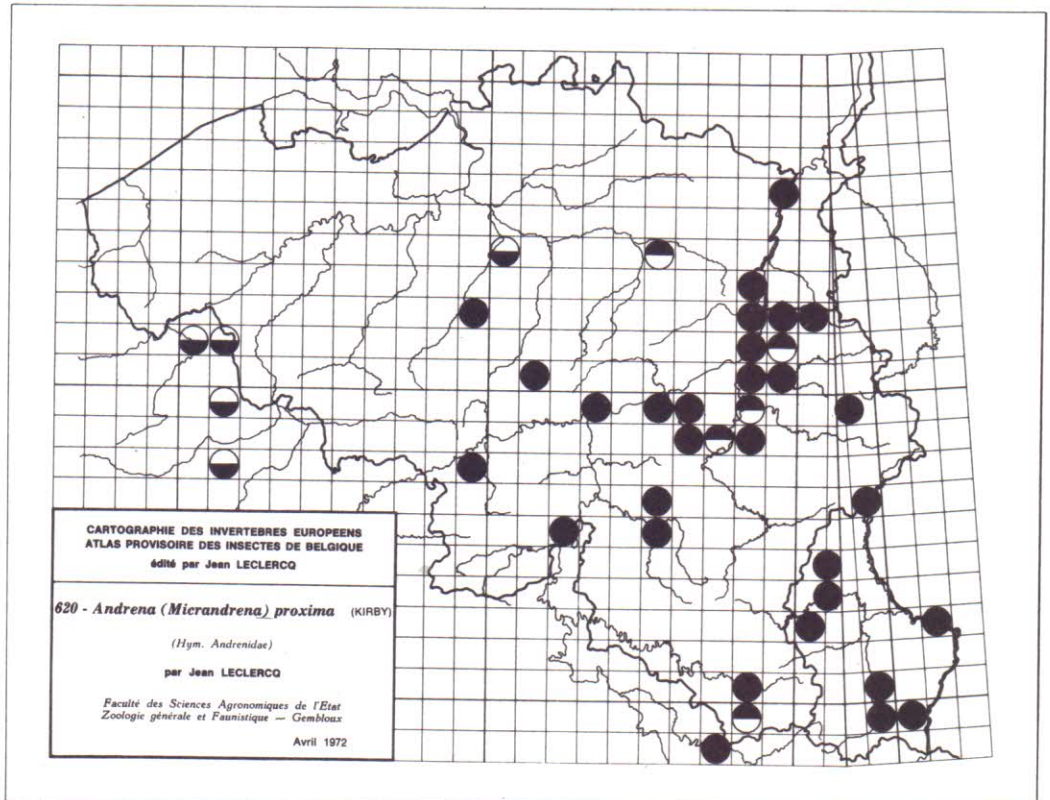 CARTOGRAPHIE DES INVERTEBRES EUROPEENS
ATLAS PROVISOIRE DES INSECTES DE BELGIQUE
édité par Jean LECLERCQ
620 - Andrena (Micrandrena) proxima (KIRBY)
(Hym. Andrenidae)
par Jean LECLERCQ
Faculté des Sciences Agronomiques de l'Etat
Zoologie générale et Faunistique — Gembloux
Avril 1972